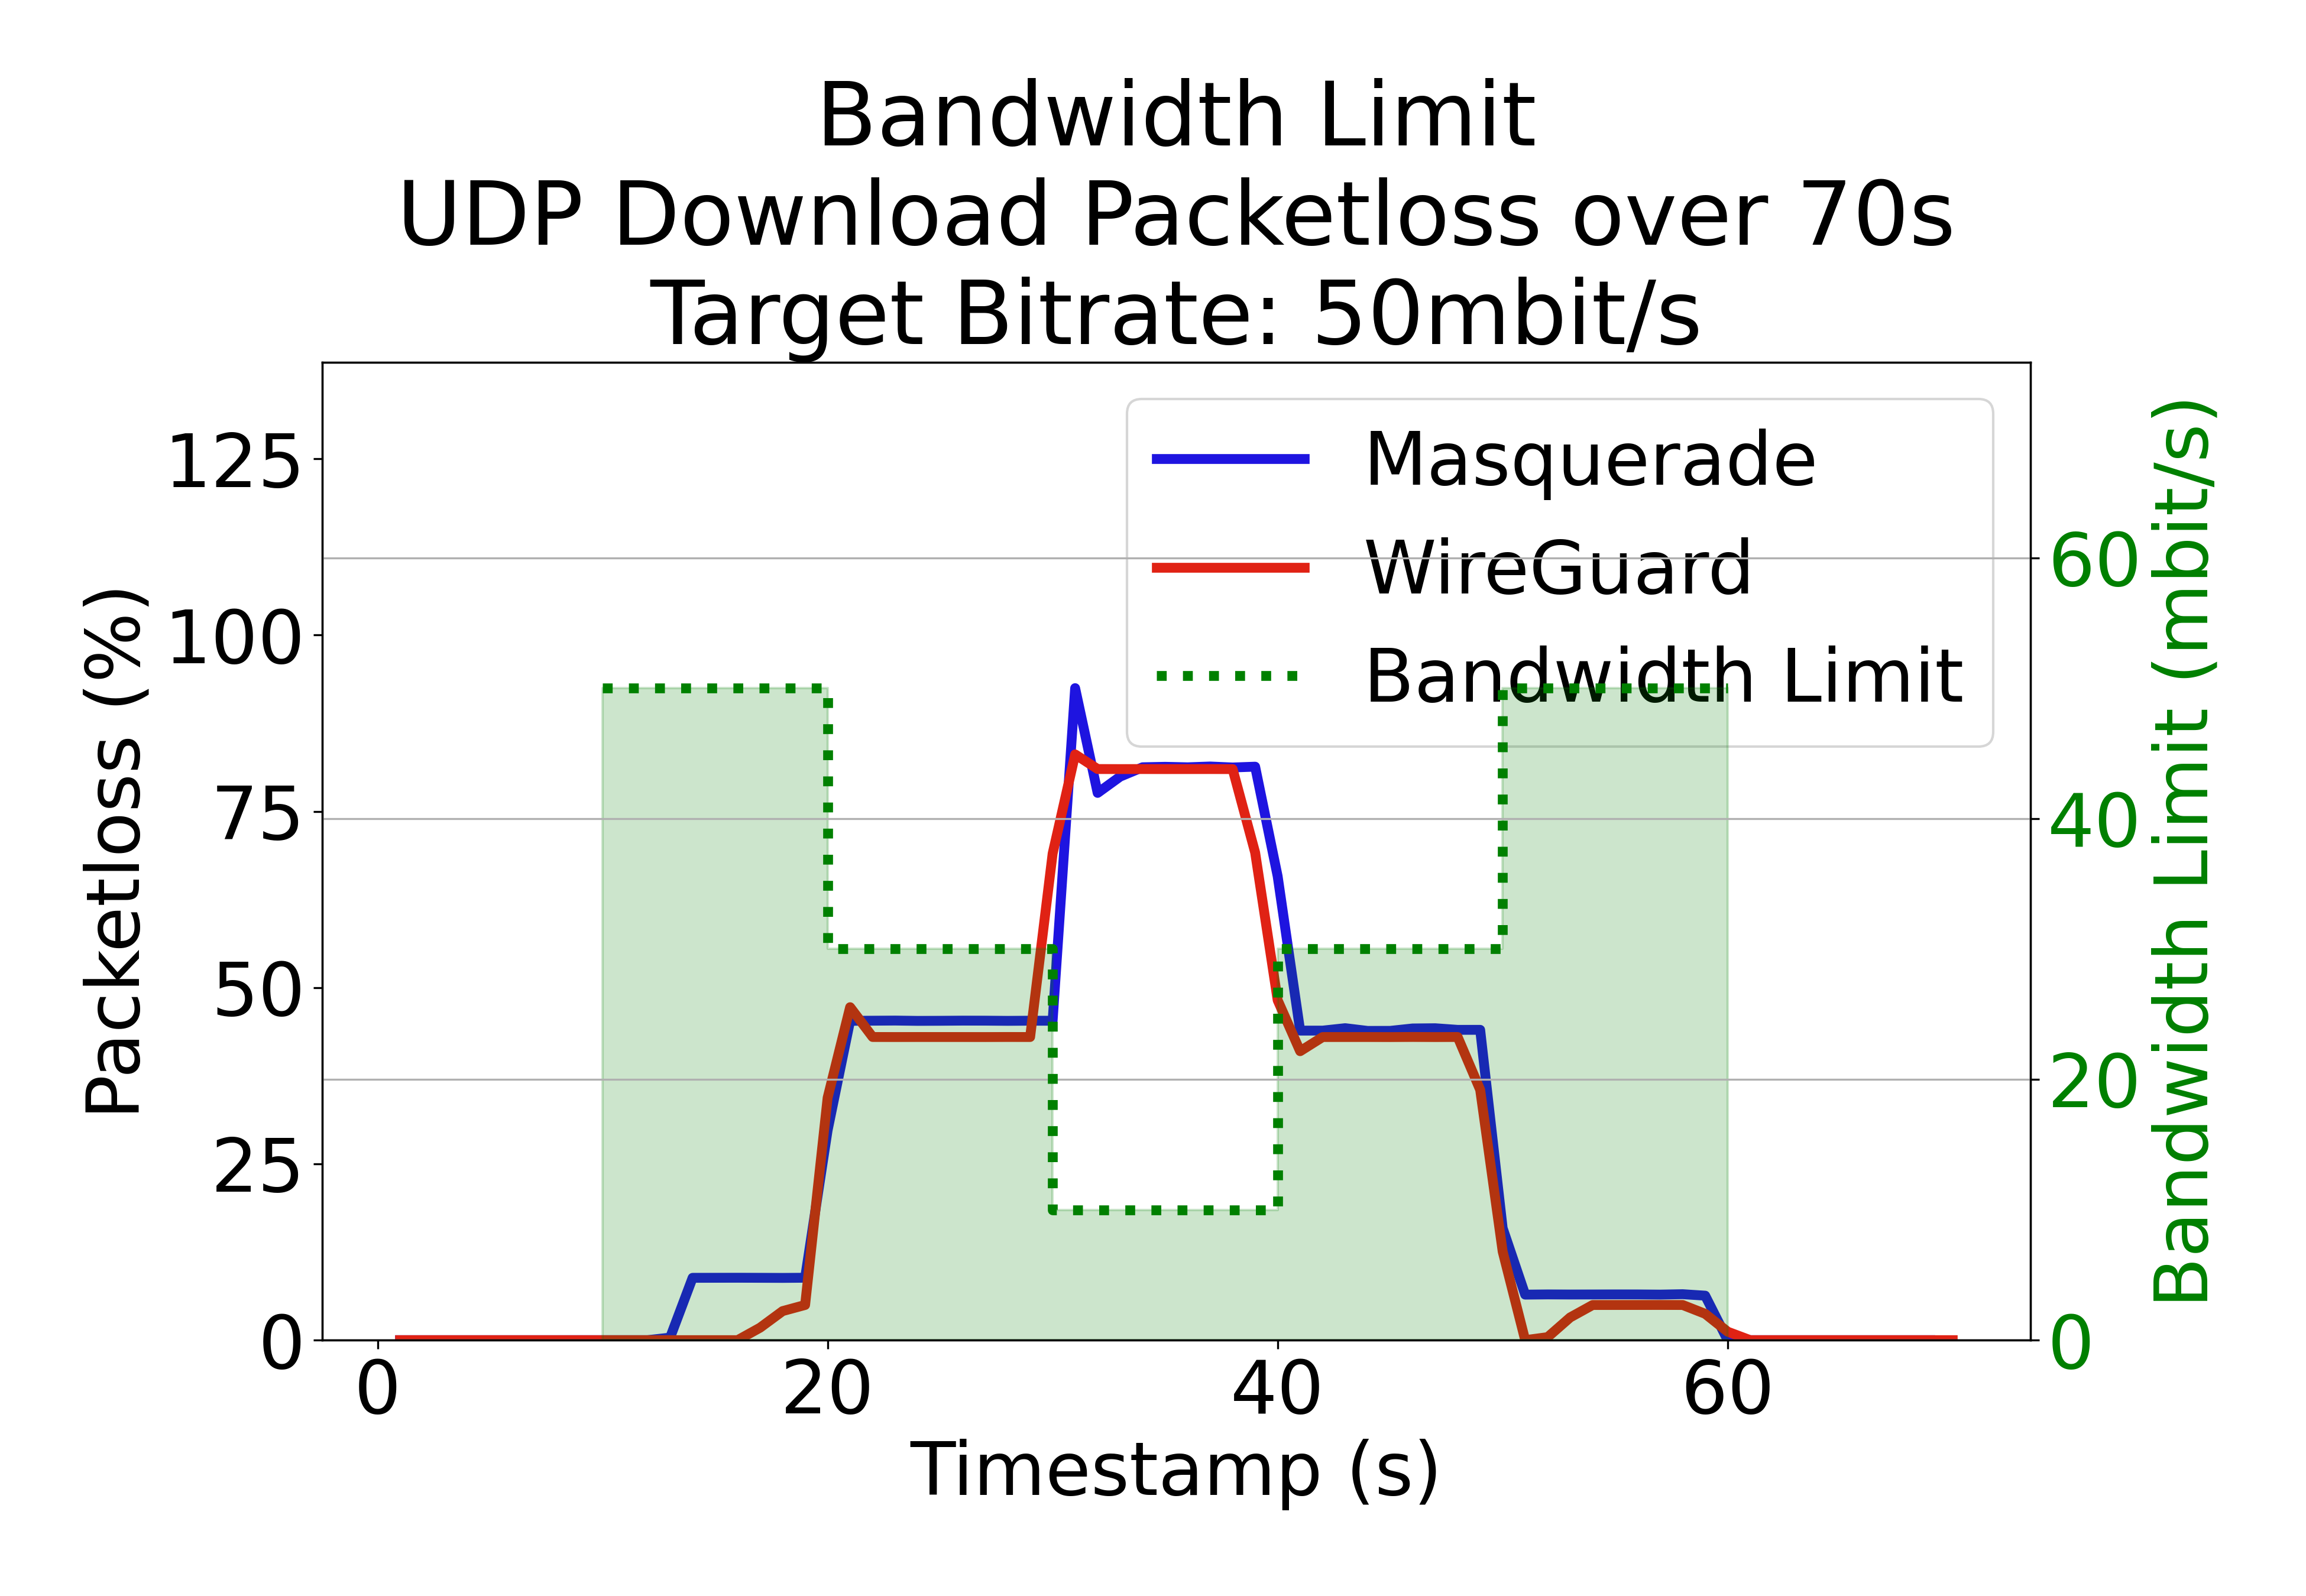 Bandwidth Limit
UDP Download Packetloss over 70s
Target Bitrate: 50mbit/s
Packetloss (%)
125
100
75
50
25
0
Masquerade
WireGuard
Bandwidth Limit
60
40
20
0
Bandwidth Limit (mbit/s)
0 20 40 60
Timestamp (s)